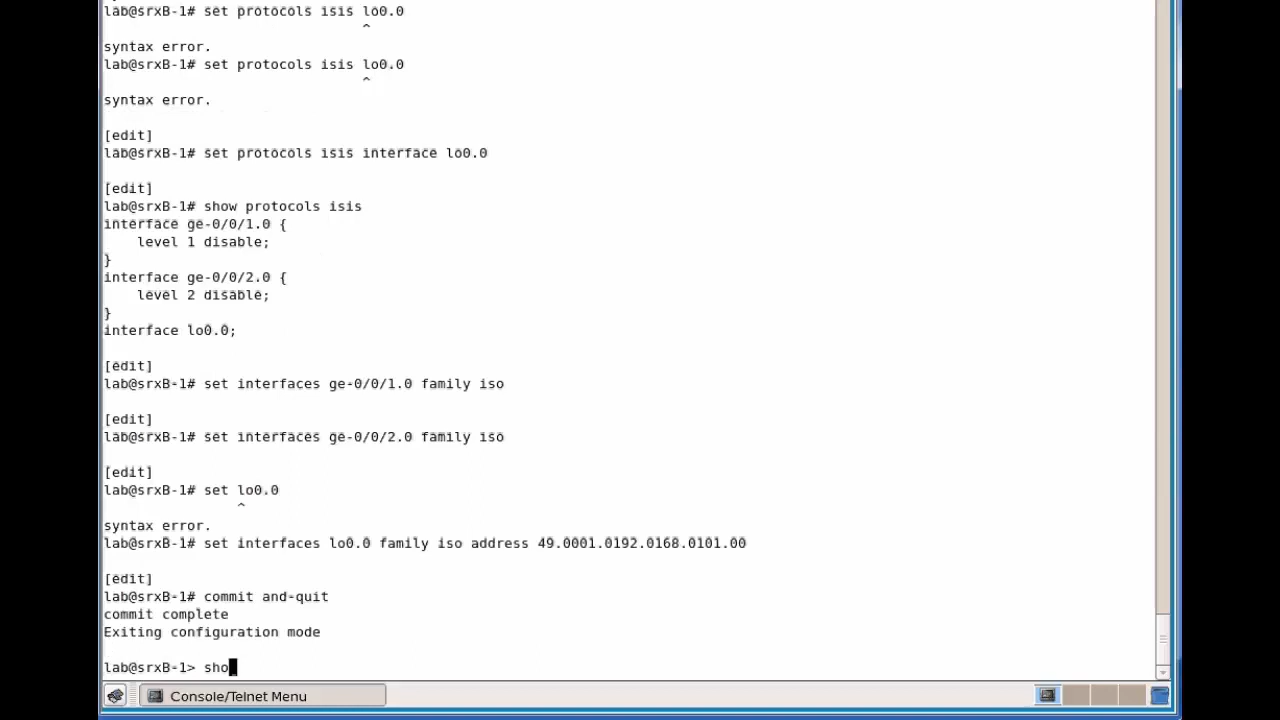 lab@srxB-1# set protocols isis lo0.0
^
syntax error.
lab@srxB-1# set protocols isis lo0.0
^
syntax error.
[edit]
lab@srxB-1# set protocols isis interface lo0.0
[edit]
lab@srxB-1# show protocols isis
interface ge-0/0/1.0 {
    level 1 disable;
}
interface ge-0/0/2.0 {
    level 2 disable;
}
interface lo0.0;
[edit]
lab@srxB-1# set interfaces ge-0/0/1.0 family iso
[edit]
lab@srxB-1# set interfaces ge-0/0/2.0 family iso
[edit]
lab@srxB-1# set lo0.0
^
syntax error.
lab@srxB-1# set interfaces lo0.0 family iso address 49.0001.0192.0168.0101.00
[edit]
lab@srxB-1# commit and-quit
commit complete
Exiting configuration mode
lab@srxB-1> sho
Console/Telnet Menu